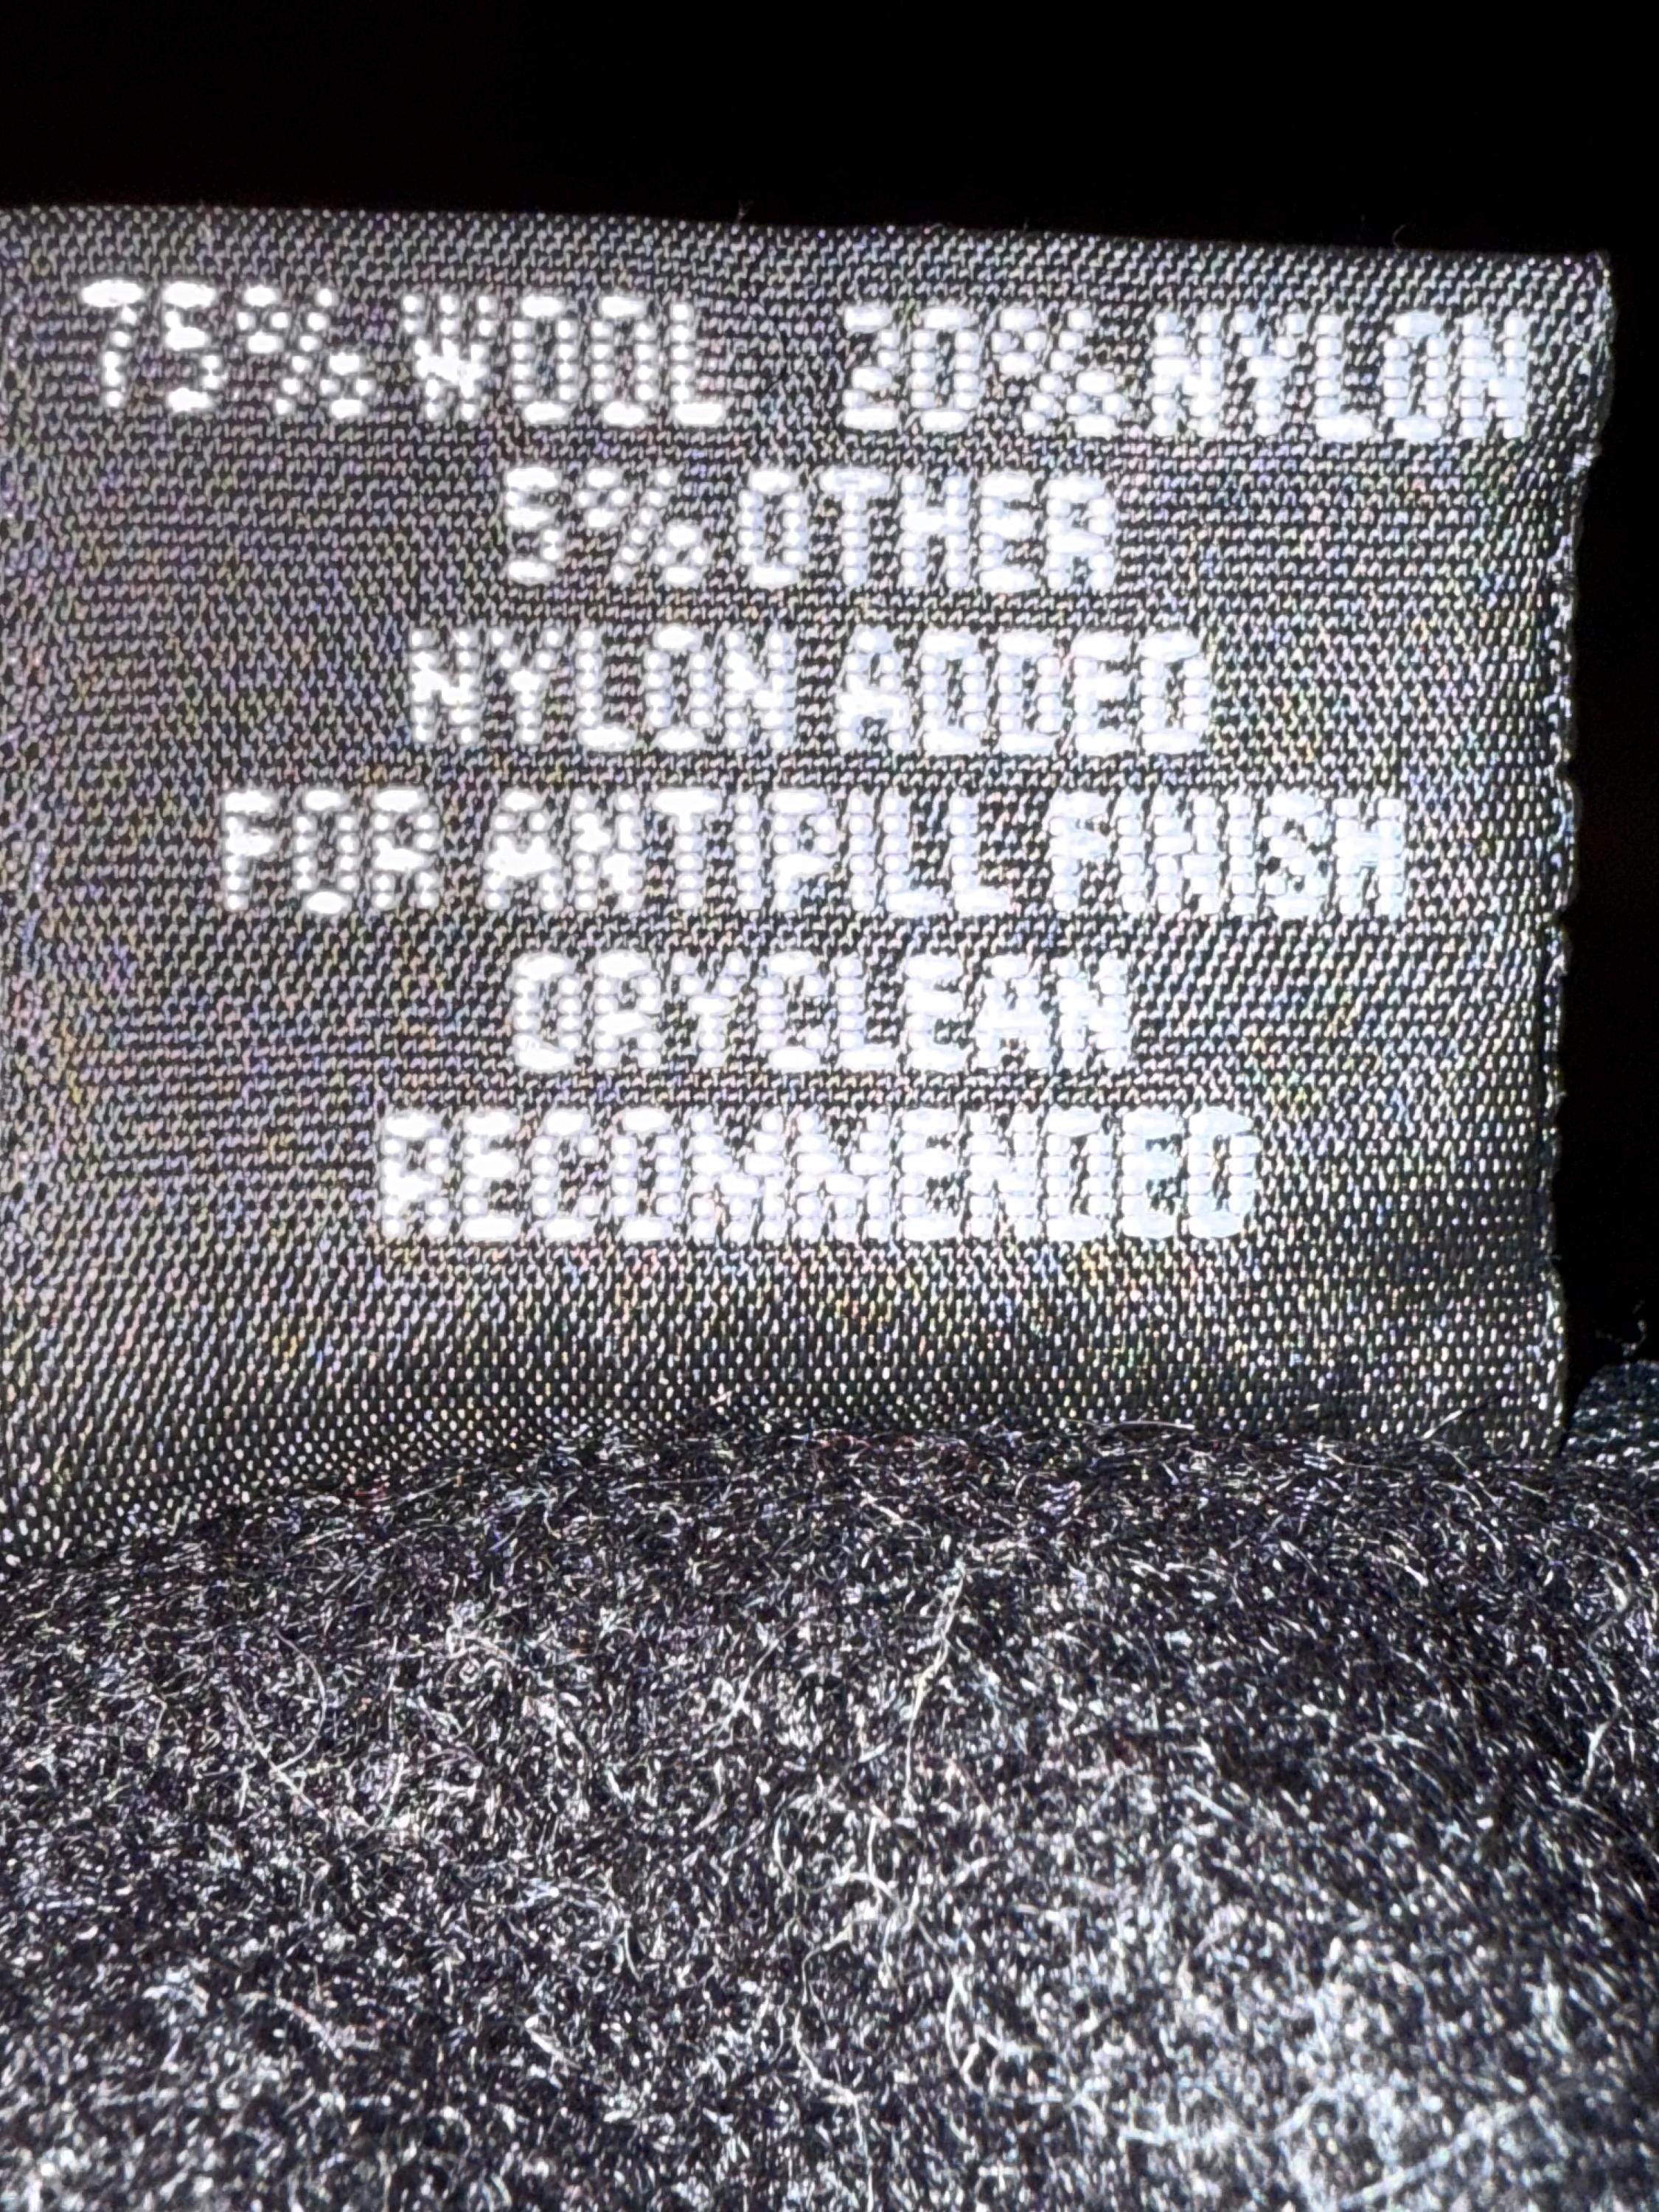 75% WOOL 20% NYLON
5% OTHER
NYLON ADDED
FOR ANTIPILL FINISH
DRYCLEAN
RECOMMENDED